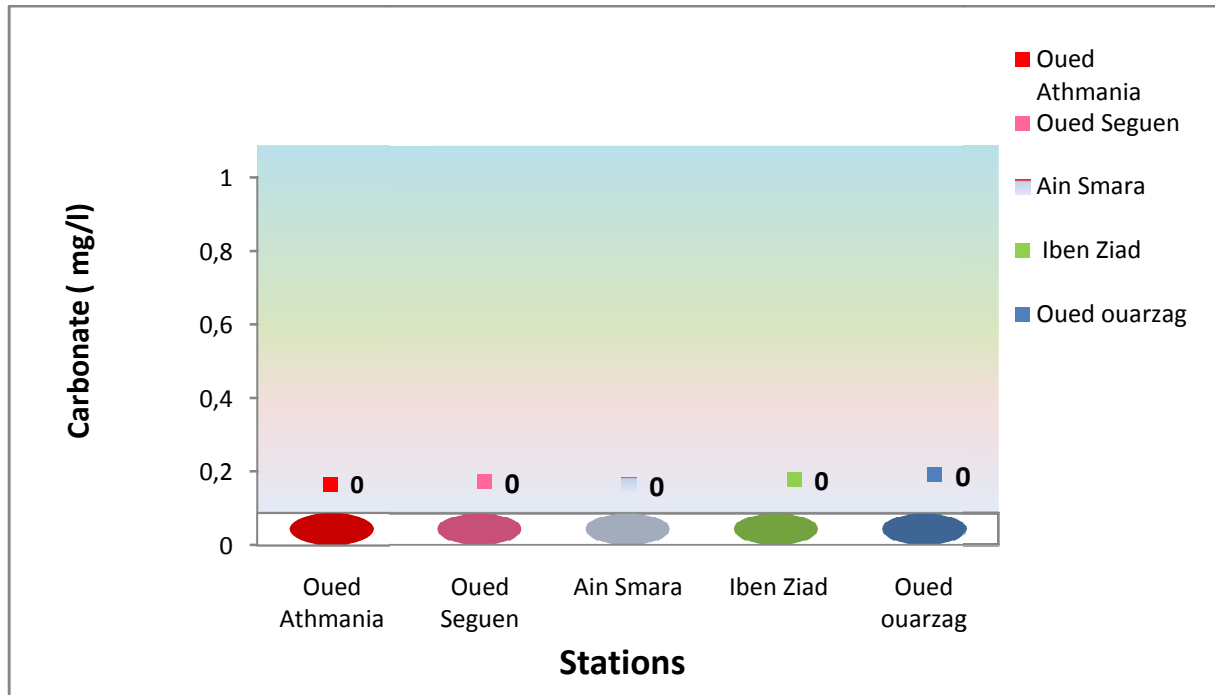 Carbonate ( mg/l)
1
0,8
0,6
0,4
0,2
0
0
0
0
0
0
Oued
Athmania
Oued
Seguen
Ain Smara
Iben Ziad
Oued
ouarzag
Stations
Oued
Athmania
Oued Seguen
Ain Smara
Iben Ziad
Oued ouarzag